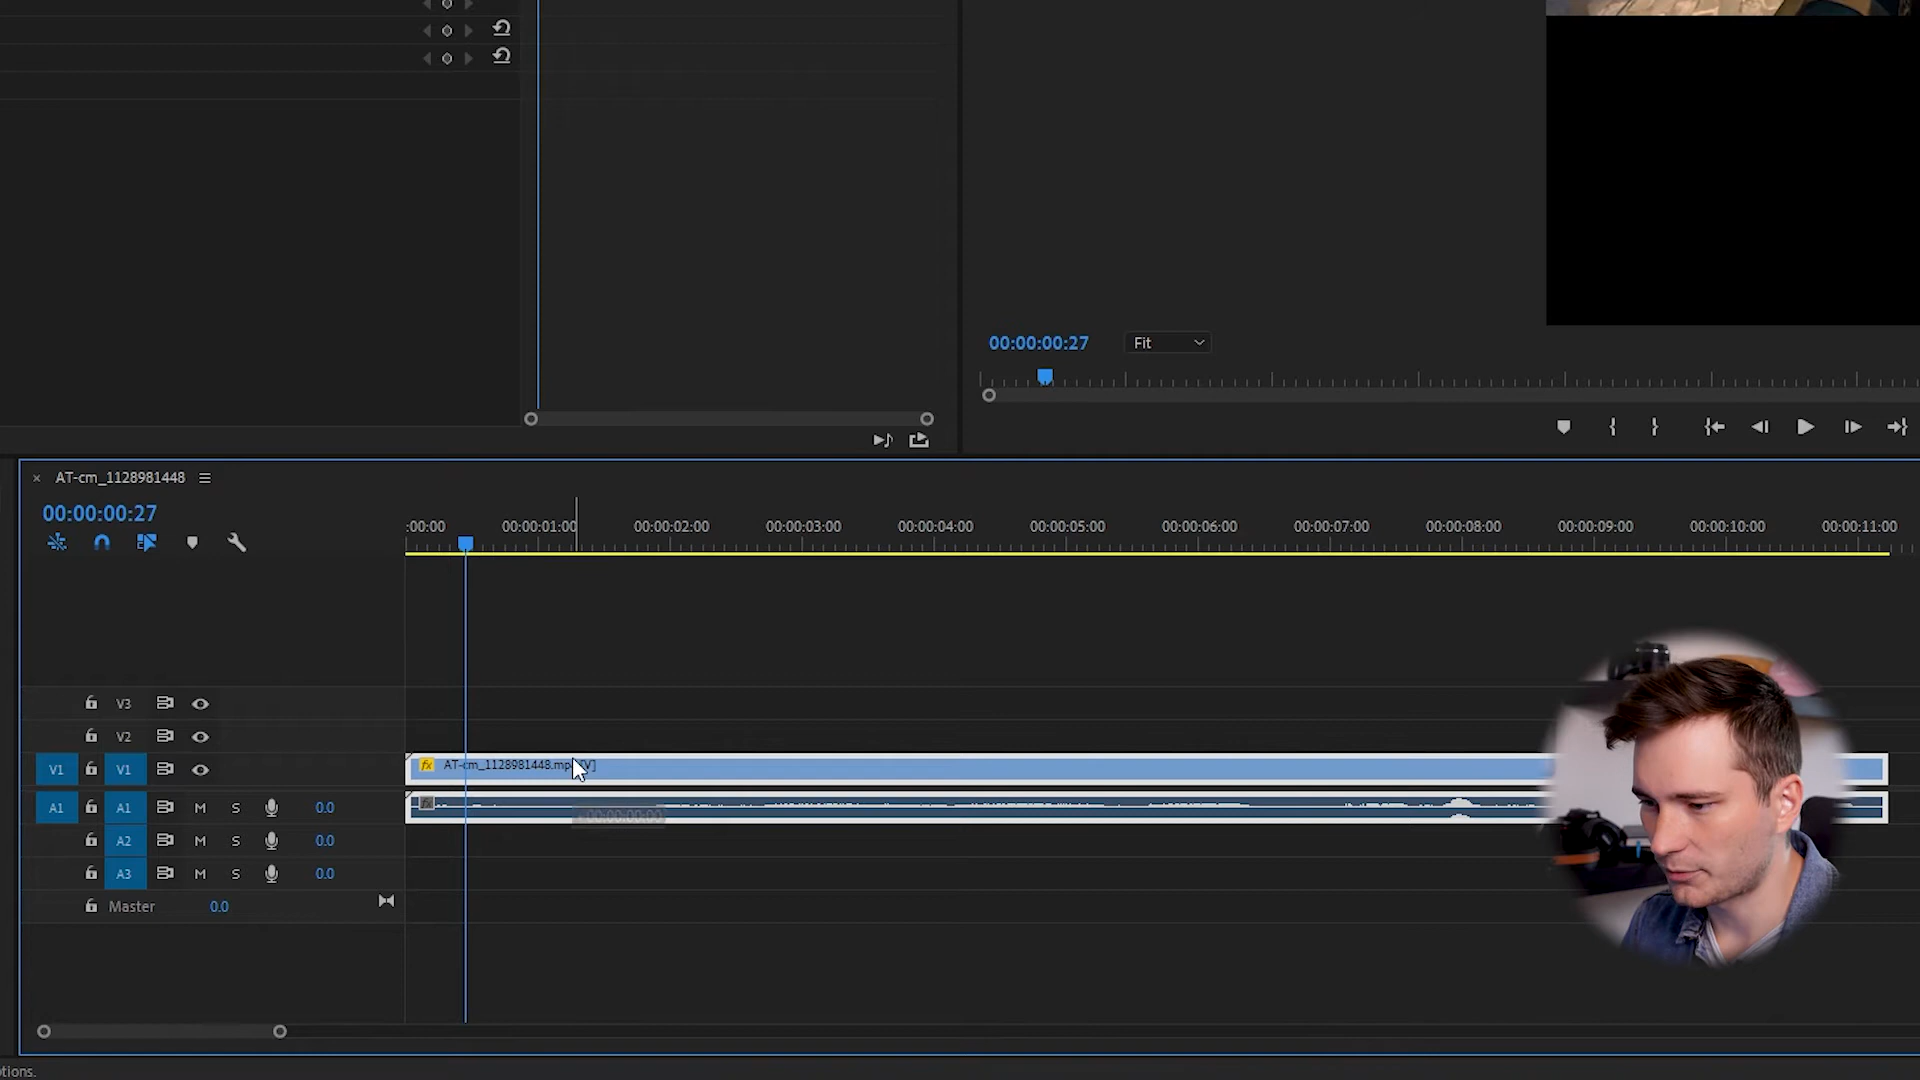 00:00:00:27
Fit
AT-cm_1128981448
00:00:00:27
:00:00
00:00:01:00
00:00:02:00
00:00:03:00
00:00:04:00
00:00:05:00
00:00:06:00
00:00:07:00
00:00:08:00
00:00:09:00
00:00:10:00
00:00:11:00
V3
V2
V1 V1
fx AT-cm_1128981448.mp [V]
A1 A1 M S 0.0
fx
+00:00:00:00
A2 M S 0.0
A3 M S 0.0
Master 0.0
tions.